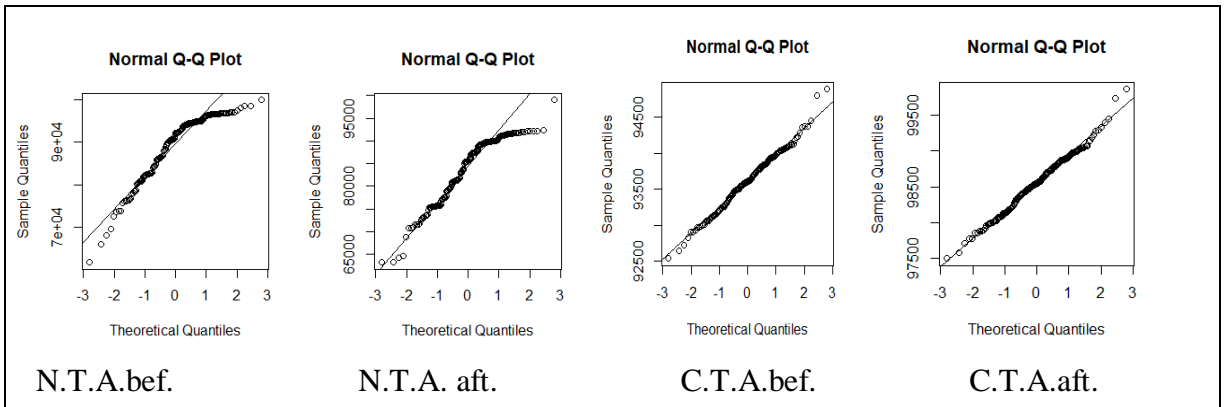 Normal Q-Q Plot
Sample Quantiles
9e+04
7e+04
-3 -2 -1 0 1 2 3
Theoretical Quantiles
N.T.A.bef.
Normal Q-Q Plot
Sample Quantiles
95000
80000
65000
-3 -2 -1 0 1 2 3
Theoretical Quantiles
N.T.A. aft.
Normal Q-Q Plot
Sample Quantiles
94500
93500
92500
-3 -2 -1 0 1 2 3
Theoretical Quantiles
C.T.A.bef.
Normal Q-Q Plot
Sample Quantiles
99500
98500
97500
-3 -2 -1 0 1 2 3
Theoretical Quantiles
C.T.A.aft.